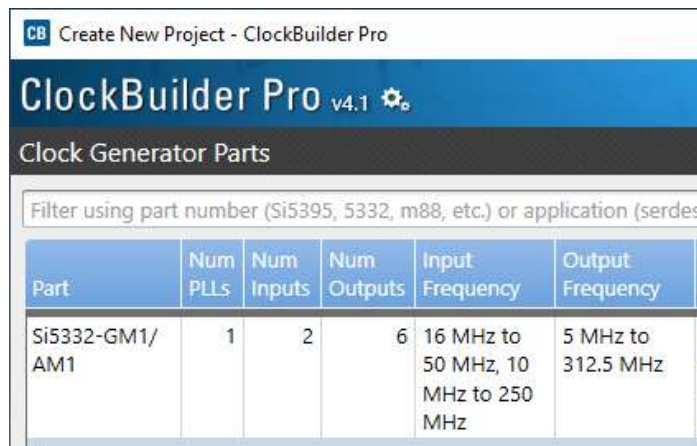 CB Create New Project - ClockBuilder Pro
ClockBuilder Pro v4.1
Clock Generator Parts
Filter using part number (Si5395, 5332, m88, etc.) or application (serdes
Part
Num PLLs
Num Inputs
Num Outputs
Input Frequency
Output Frequency
Si5332-GM1/
AM1
1
2
6
16 MHz to
50 MHz, 10
MHz to 250
MHz
5 MHz to
312.5 MHz